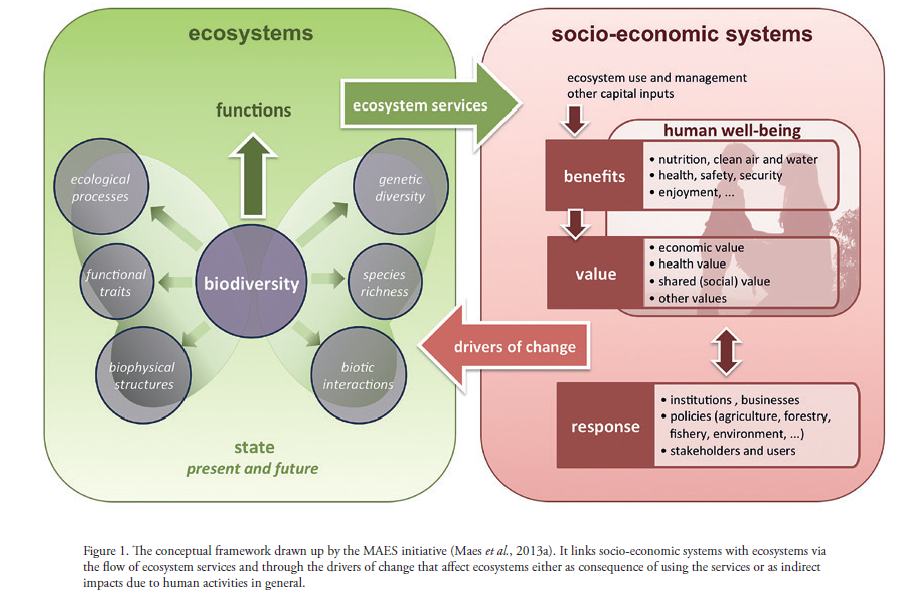 ecosystems
functions
ecological
processes
genetic
diversity
functional
traits
biodiversity
species
richness
biophysical
structures
biotic
interactions
state
present and future
ecosystem services
drivers of change
socio-economic systems
ecosystem use and management
other capital inputs
human well-being
benefits
• nutrition, clean air and water
• health, safety, security
• enjoyment, ...
value
• economic value
• health value
• shared (social) value
• other values
response
• institutions , businesses
• policies (agriculture, forestry,
fishery, environment, ...)
• stakeholders and users
Figure 1. The conceptual framework drawn up by the MAES initiative (Maes et al., 2013a). It links socio-economic systems with ecosystems via
the flow of ecosystem services and through the drivers of change that affect ecosystems either as consequence of using the services or as indirect
impacts due to human activities in general.